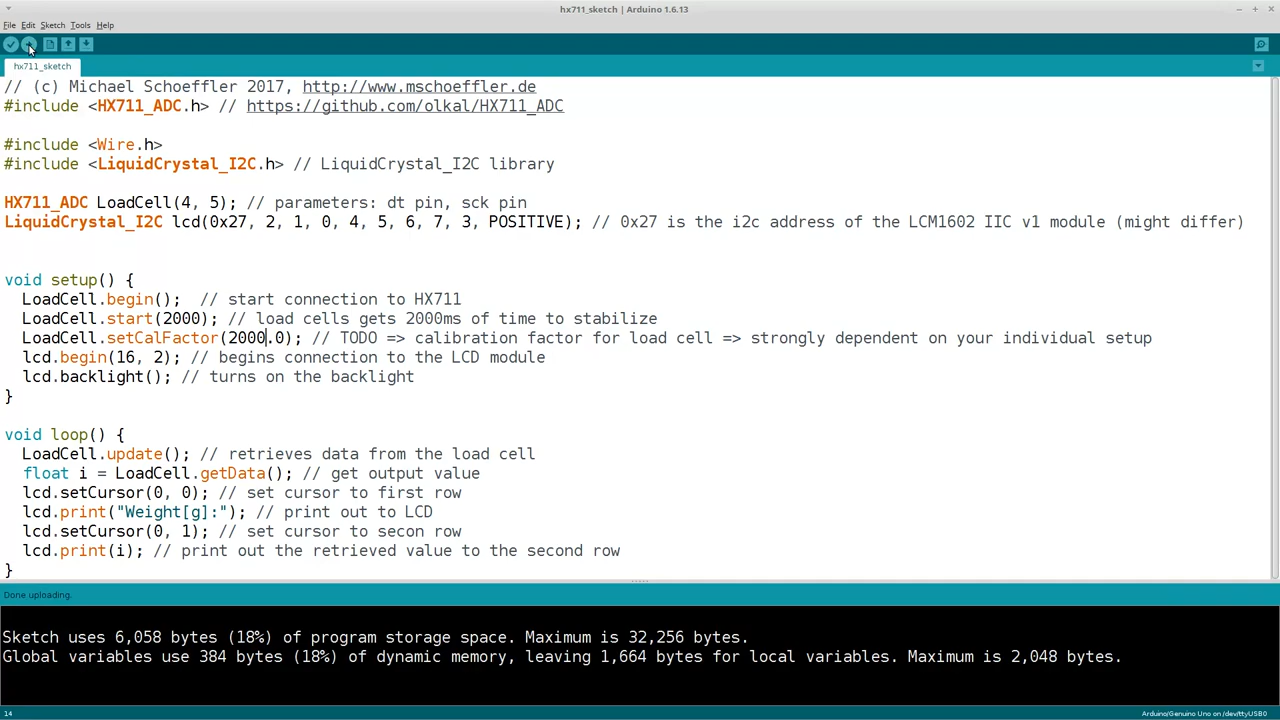 hx711_sketch | Arduino 1.6.13
File Edit Sketch Tools Help
hx711_sketch
// (c) Michael Schoeffler 2017, http://www.mschoeffler.de
#include <HX711_ADC.h> // https://github.com/olkal/HX711_ADC
#include <Wire.h>
#include <LiquidCrystal_I2C.h> // LiquidCrystal_I2C library
HX711_ADC LoadCell(4, 5); // parameters: dt pin, sck pin
LiquidCrystal_I2C lcd(0x27, 2, 1, 0, 4, 5, 6, 7, 3, POSITIVE); // 0x27 is the i2c address of the LCM1602 IIC v1 module (might differ)
void setup() {
LoadCell.begin(); // start connection to HX711
LoadCell.start(2000); // load cells gets 2000ms of time to stabilize
LoadCell.setCalFactor(2000.0); // TODO => calibration factor for load cell => strongly dependent on your individual setup
lcd.begin(16, 2); // begins connection to the LCD module
lcd.backlight(); // turns on the backlight
}
void loop() {
LoadCell.update(); // retrieves data from the load cell
float i = LoadCell.getData(); // get output value
lcd.setCursor(0, 0); // set cursor to first row
lcd.print("Weight[g]:"); // print out to LCD
lcd.setCursor(0, 1); // set cursor to secon row
lcd.print(i); // print out the retrieved value to the second row
}
Done uploading.
Sketch uses 6,058 bytes (18%) of program storage space. Maximum is 32,256 bytes.
Global variables use 384 bytes (18%) of dynamic memory, leaving 1,664 bytes for local variables. Maximum is 2,048 bytes.
14 Arduino/Genuino Uno on /dev/ttyUSB0